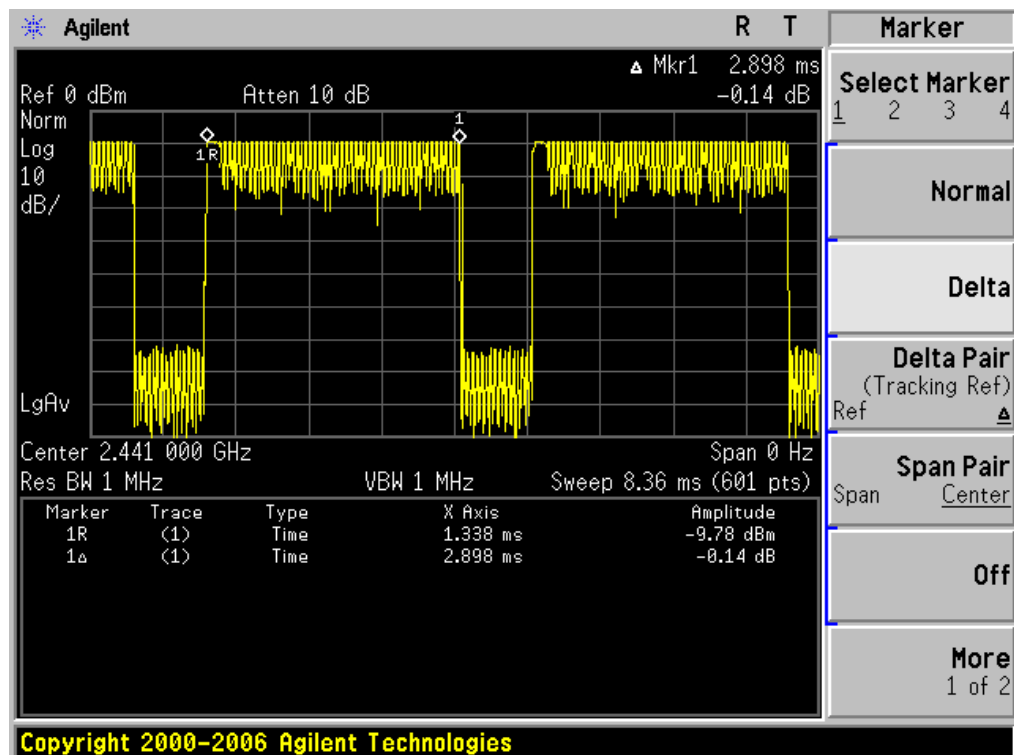 Agilent R T
▵ Mkr1 2.898 ms
Ref 0 dBm Atten 10 dB -0.14 dB
Norm
Log
10
dB/
1R
1
LgAv
Center 2.441 000 GHz Span 0 Hz
Res BW 1 MHz VBW 1 MHz Sweep 8.36 ms (601 pts)
Marker Trace Type X Axis Amplitude
1R (1) Time 1.338 ms -9.78 dBm
1▵ (1) Time 2.898 ms -0.14 dB
Marker
Select Marker
1 2 3 4
Normal
Delta
Delta Pair
(Tracking Ref)
Ref ▵
Span Pair
Span Center
Off
More
1 of 2
Copyright 2000-2006 Agilent Technologies